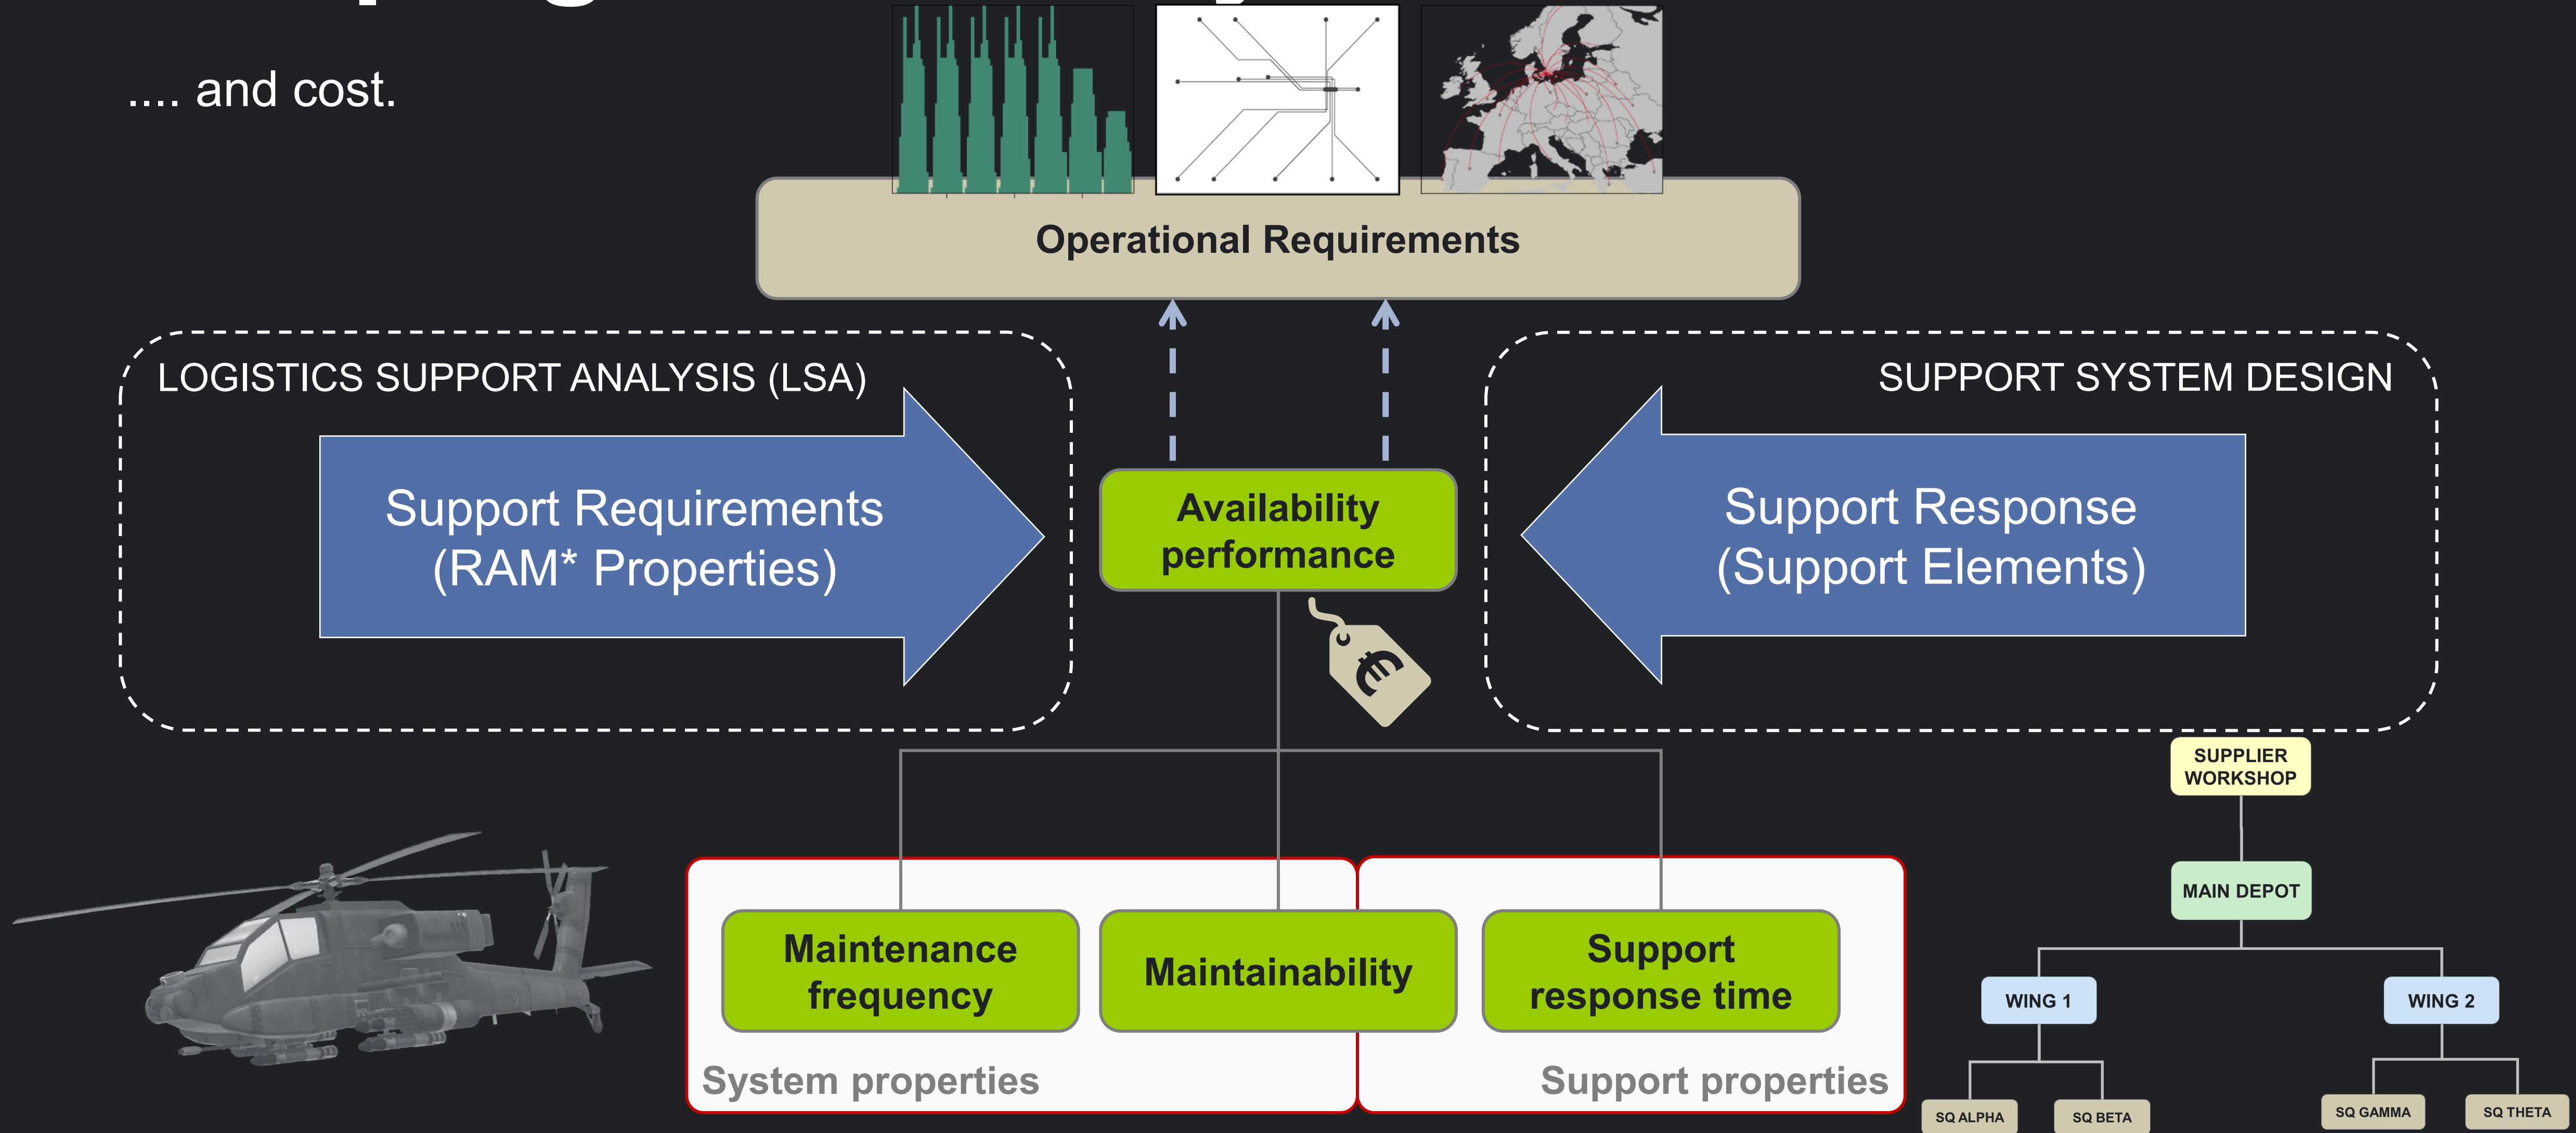 .... and cost.
Operational Requirements
LOGISTICS SUPPORT ANALYSIS (LSA)
Support Requirements
(RAM* Properties)
Availability
performance
€
SUPPORT SYSTEM DESIGN
Support Response
(Support Elements)
Maintenance
frequency
Maintainability
Support
response time
System properties
Support properties
SUPPLIER
WORKSHOP
MAIN DEPOT
WING 1
WING 2
SQ ALPHA
SQ BETA
SQ GAMMA
SQ THETA